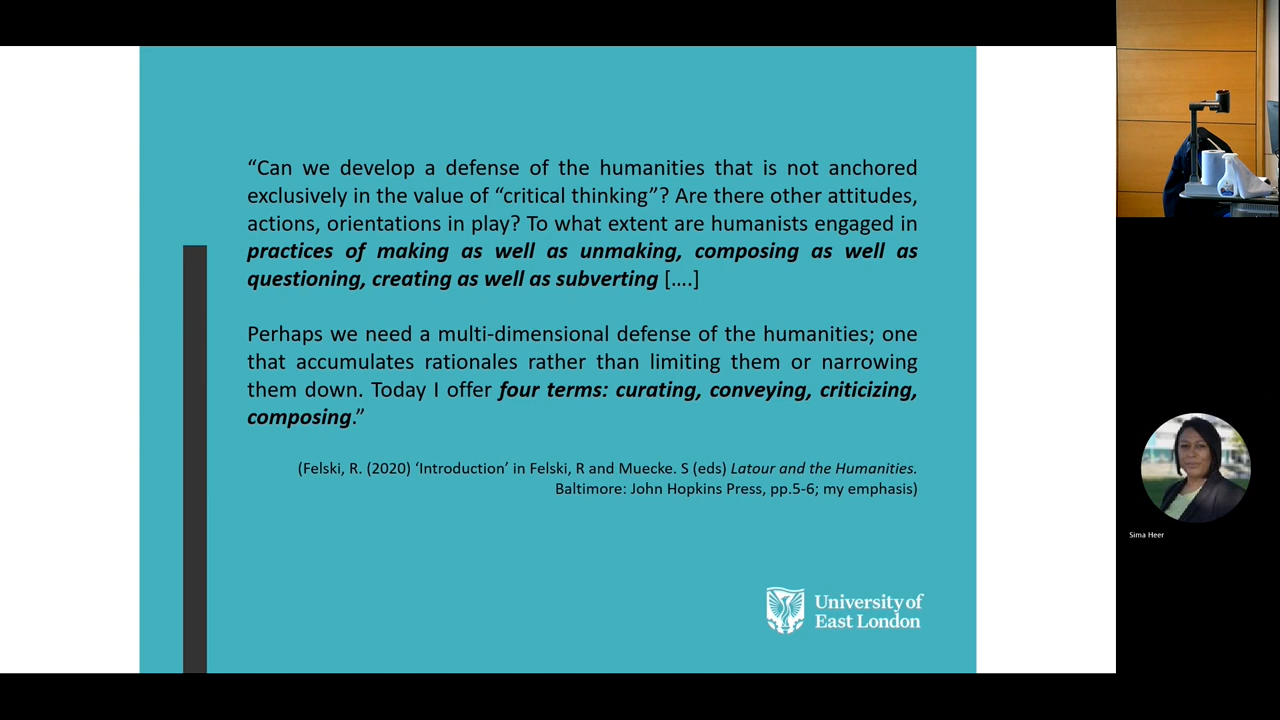 “Can we develop a defense of the humanities that is not anchored
exclusively in the value of “critical thinking”? Are there other attitudes,
actions, orientations in play? To what extent are humanists engaged in
practices of making as well as unmaking, composing as well as
questioning, creating as well as subverting [....]
Perhaps we need a multi-dimensional defense of the humanities; one
that accumulates rationales rather than limiting them or narrowing
them down. Today I offer four terms: curating, conveying, criticizing,
composing.”
(Felski, R. (2020) ‘Introduction’ in Felski, R and Muecke. S (eds) Latour and the Humanities.
Baltimore: John Hopkins Press, pp.5-6; my emphasis)
University of
East London
Sima Heer